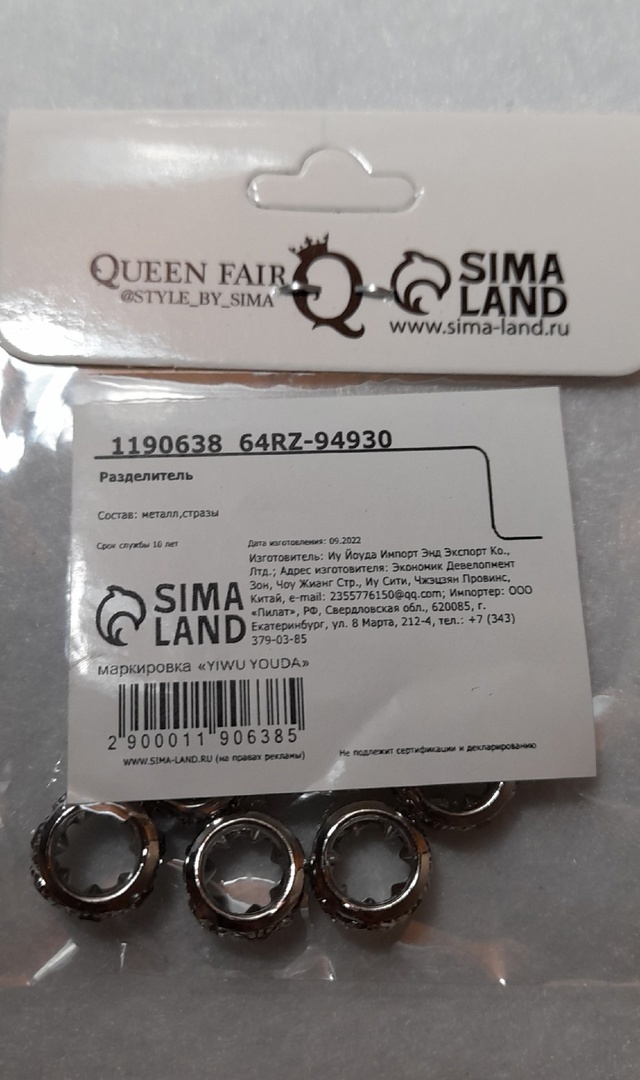 QUEEN FAIR
@STYLE_BY_SIMA
Q
SIMA
LAND
www.sima-land.ru
1190638 64RZ-94930
Разделитель
Состав: металл,стразы
Срок службы 10 лет
Дата изготовления: 09.2022
Изготовитель: Иу Йоуда Импорт Энд Экспорт Ко.,
Лтд.; Адрес изготовителя: Экономик Девелопмент
Зон, Чоу Жианг Стр., Иу Сити, Чжэцзян Провинс,
Китай, e-mail: 2355776150@qq.com; Импортер: ООО
«Пилат», РФ, Свердловская обл., 620085, г.
Екатеринбург, ул. 8 Марта, 212-4, тел.: +7 (343)
379-03-85
SIMA
LAND
маркировка «YIWU YOUDA»
2 900011 906385
WWW.SIMA-LAND.RU (на правах рекламы)
Не подлежит сертификации и декларированию